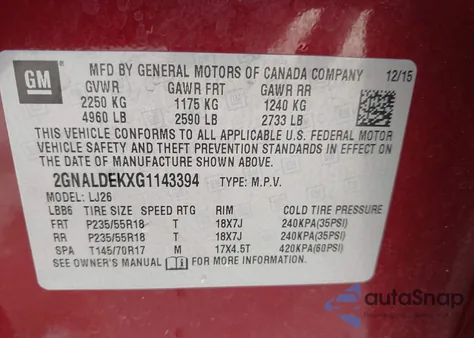 GM
MFD BY GENERAL MOTORS OF CANADA COMPANY 12/15
GVWR GAWR FRT GAWR RR
2250 KG 1175 KG 1240 KG
4960 LB 2590 LB 2733 LB
THIS VEHICLE CONFORMS TO ALL APPLICABLE U.S. FEDERAL MOTOR
VEHICLE SAFETY AND THEFT PREVENTION STANDARDS IN EFFECT ON
THE DATE OF MANUFACTURE SHOWN ABOVE.
2GNALDEKXG1143394 TYPE: M.P.V.
MODEL: LJ26
LBB6 TIRE SIZE SPEED RTG RIM COLD TIRE PRESSURE
FRT P235/55R18 T 18X7J 240KPA(35PSI)
RR P235/55R18 T 18X7J 240KPA(35PSI)
SPA T145/70R17 M 17X4.5T 420KPA(60PSI)
SEE OWNER'S MANUAL i FOR MORE INFORMATION.
autoSnap